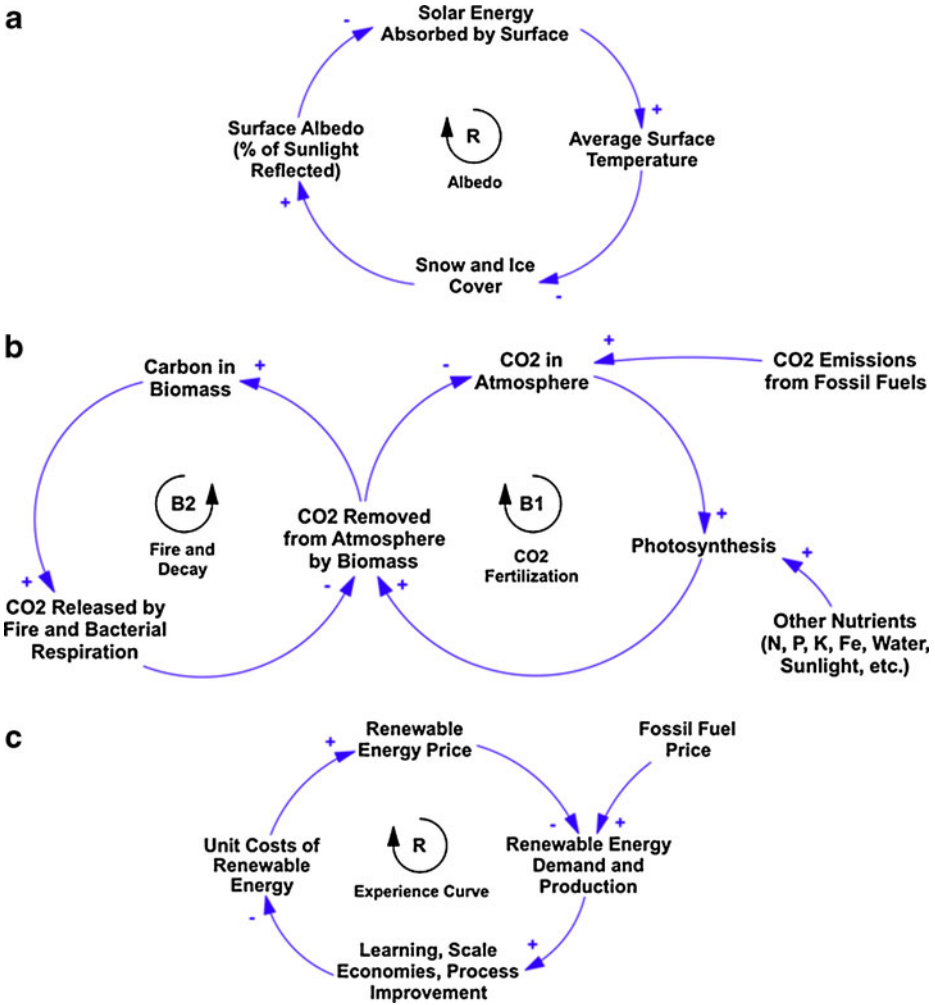 a
Solar Energy
Absorbed by Surface
-
+
Surface Albedo
(% of Sunlight
Reflected)
R
Albedo
Average Surface
Temperature
+
Snow and Ice
Cover
-
b
Carbon in
Biomass
+
-
CO2 in
Atmosphere
+
CO2 Emissions
from Fossil Fuels
B2
Fire and
Decay
CO2 Removed
from Atmosphere
by Biomass
-
+
B1
CO2
Fertilization
+
Photosynthesis
+
+
CO2 Released by
Fire and Bacterial
Respiration
Other Nutrients
(N, P, K, Fe, Water,
Sunlight, etc.)
c
Renewable
Energy Price
+
Fossil Fuel
Price
Unit Costs of
Renewable
Energy
-
R
Experience Curve
-
+
Renewable Energy
Demand and
Production
+
Learning, Scale
Economies, Process
Improvement